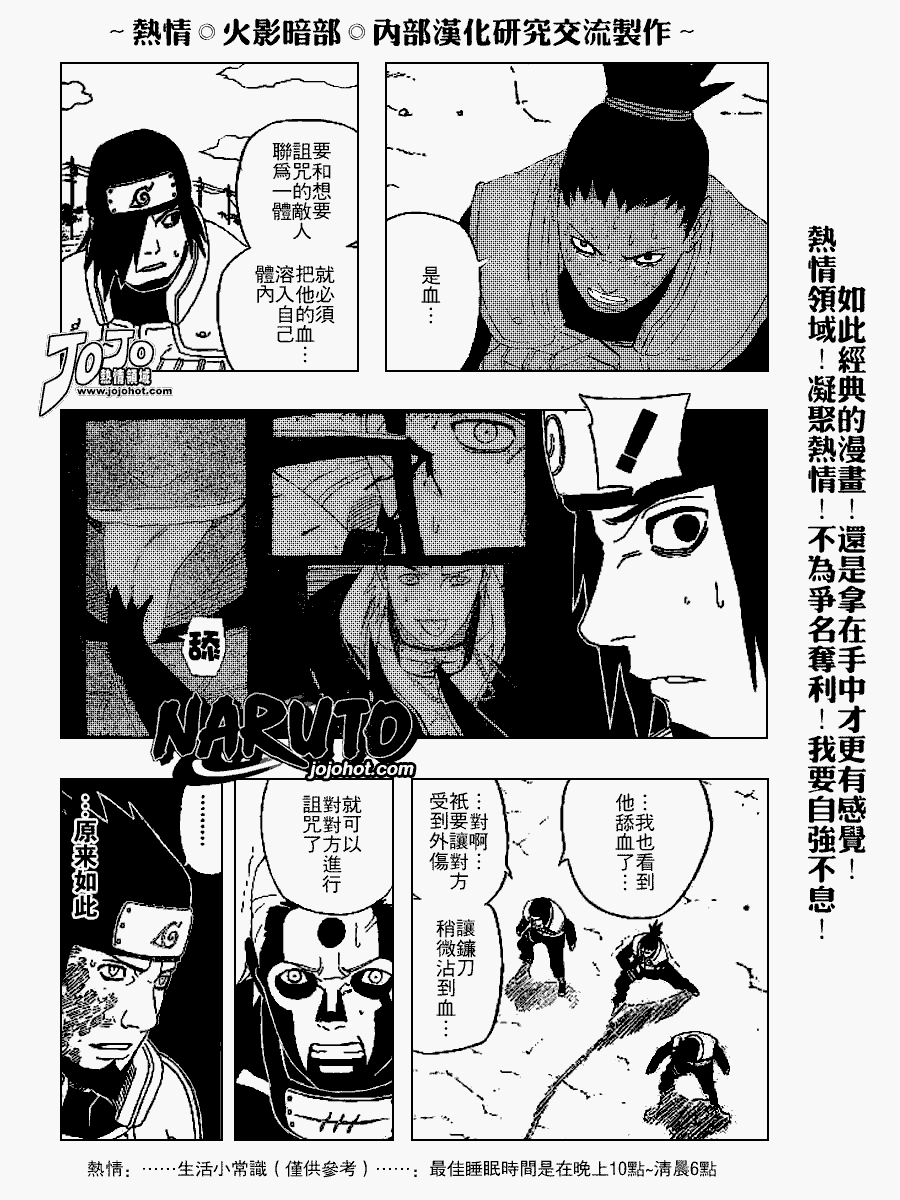 ~熱情◎火影暗部◎內部漢化研究交流製作~
是血…
要和想要
詛咒的敵人
聯為一體
就必須
把他的血…
溶入自己
體內
JOJO
熱情領域
www.jojohot.com
如此經典的漫畫！還是拿在手中才更有感覺！
熱情領域！凝聚熱情！不為爭名奪利！我要自強不息！
！
舔
NARUTO
jojohot.com
…我也看到
他舔血了…
…對啊…
衹要讓對方
受到外傷
讓鐮刀
稍微沾到血…
就可以
對對方進行
詛咒了
………
…原来如此
熱情：……生活小常識（僅供參考）……：最佳睡眠時間是在晚上10點~清晨6點